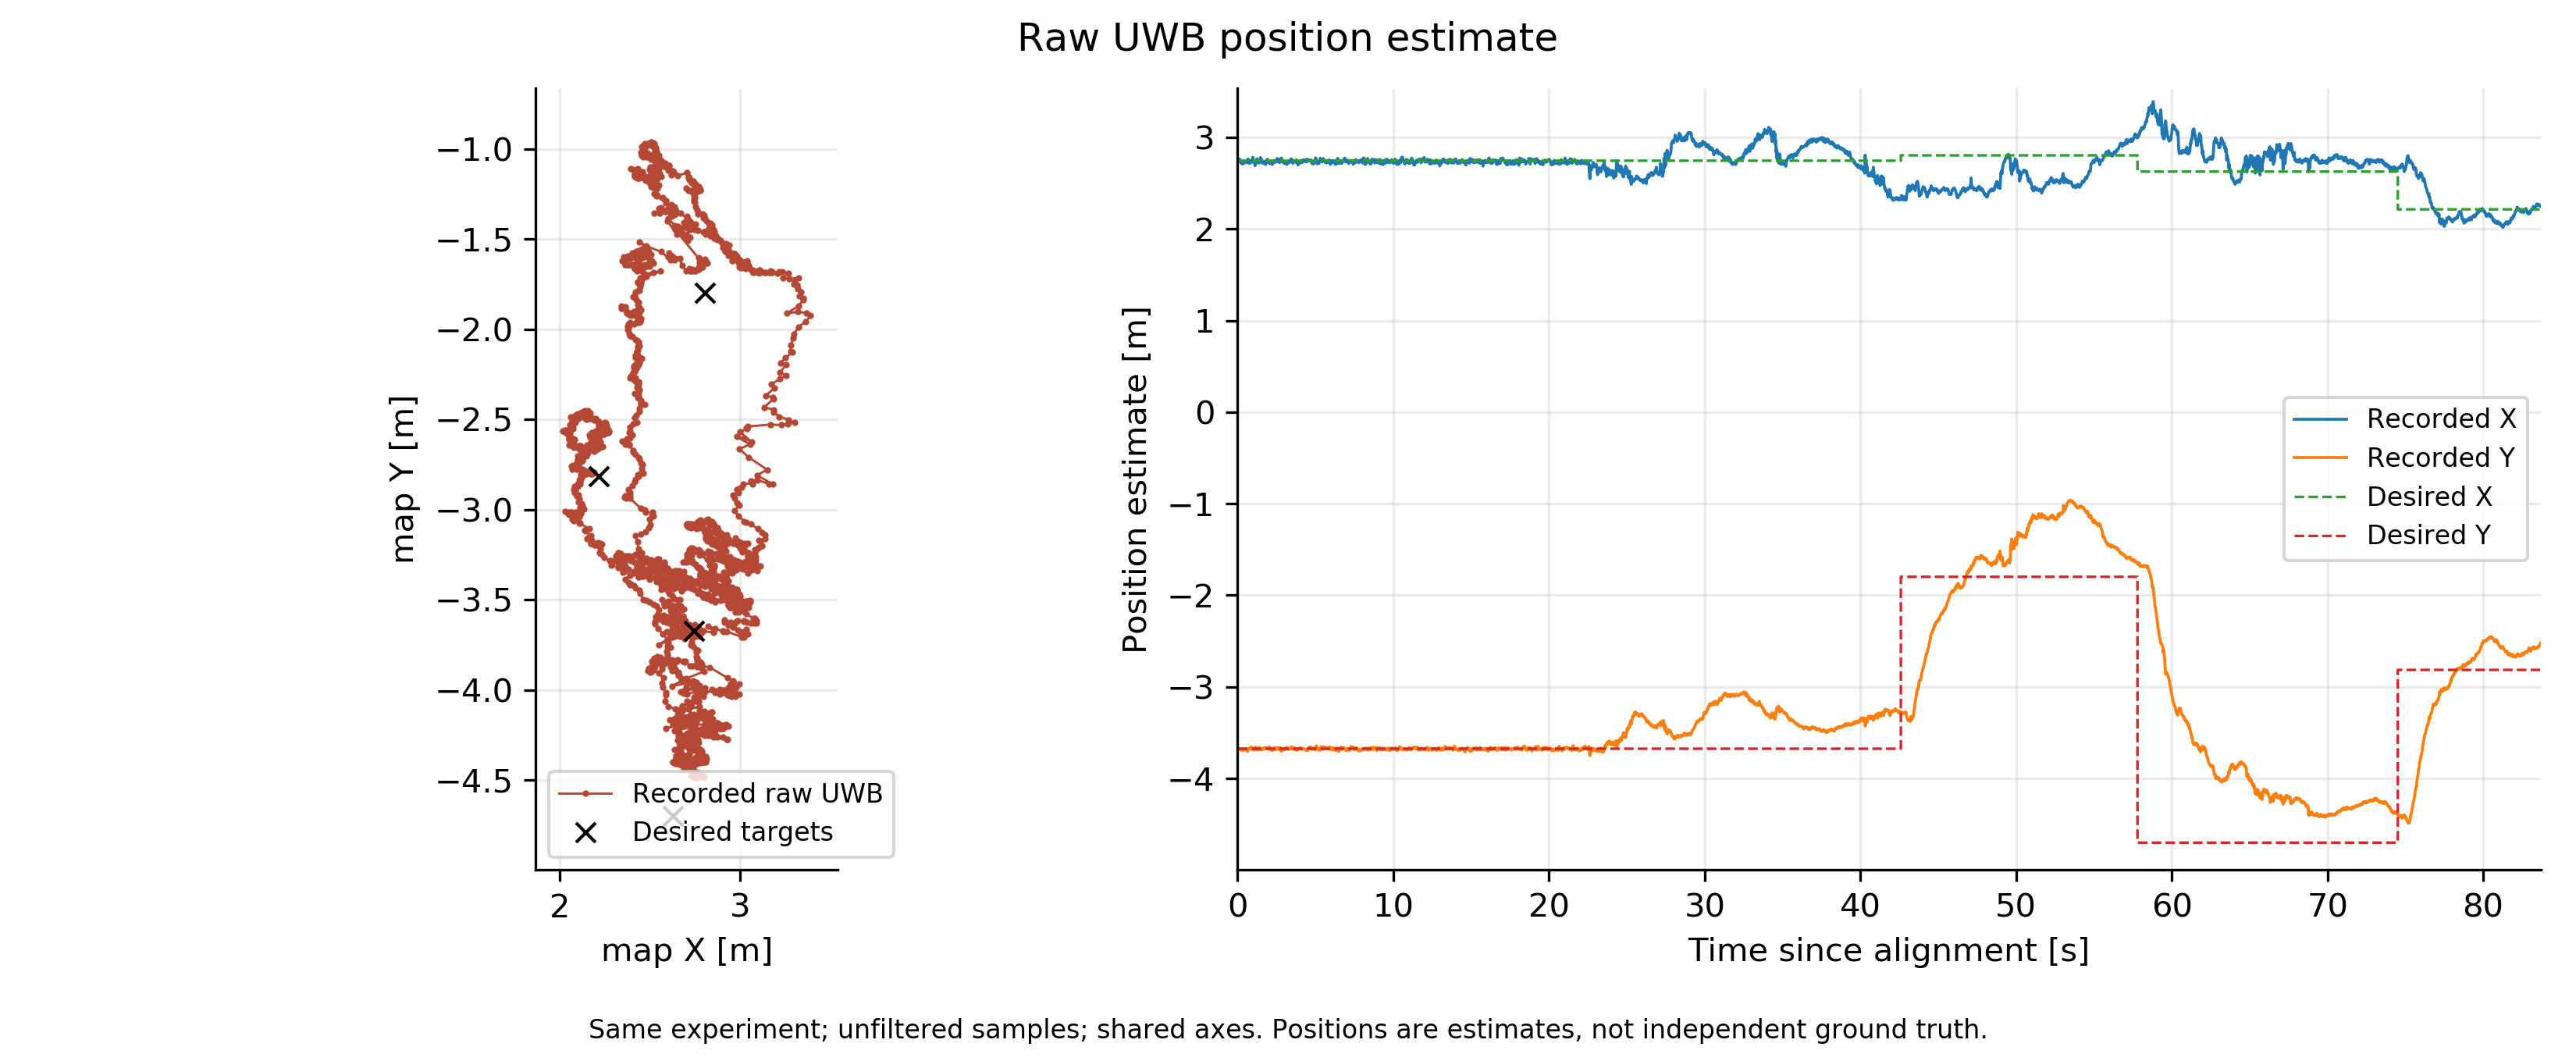 Raw UWB position estimate
map Y [m]
−1.0
−1.5
−2.0
−2.5
−3.0
−3.5
−4.0
−4.5
Recorded raw UWB
Desired targets
2 3
map X [m]
Position estimate [m]
3
2
1
0
−1
−2
−3
−4
Recorded X
Recorded Y
Desired X
Desired Y
0 10 20 30 40 50 60 70 80
Time since alignment [s]
Same experiment; unfiltered samples; shared axes. Positions are estimates, not independent ground truth.